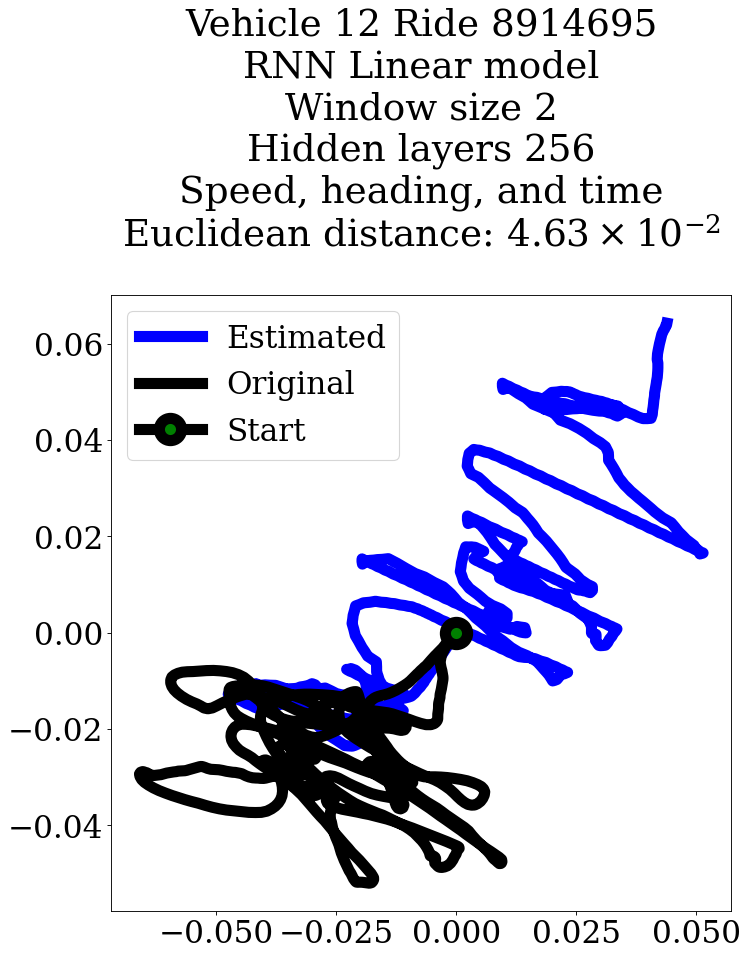 Vehicle 12 Ride 8914695
RNN Linear model
Window size 2
Hidden layers 256
Speed, heading, and time
Euclidean distance: 4.63 × 10⁻²
Estimated
Original
Start
0.06
0.04
0.02
0.00
−0.02
−0.04
−0.050 −0.025 0.000 0.025 0.050